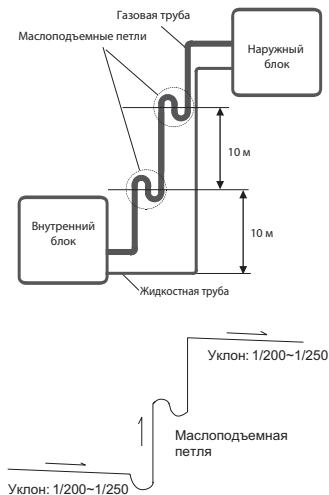 Газовая труба
Маслоподъемные петли
Наружный
блок
10 м
Внутренний
блок
10 м
Жидкостная труба
Уклон: 1/200~1/250
Маслоподъемная
петля
Уклон: 1/200~1/250